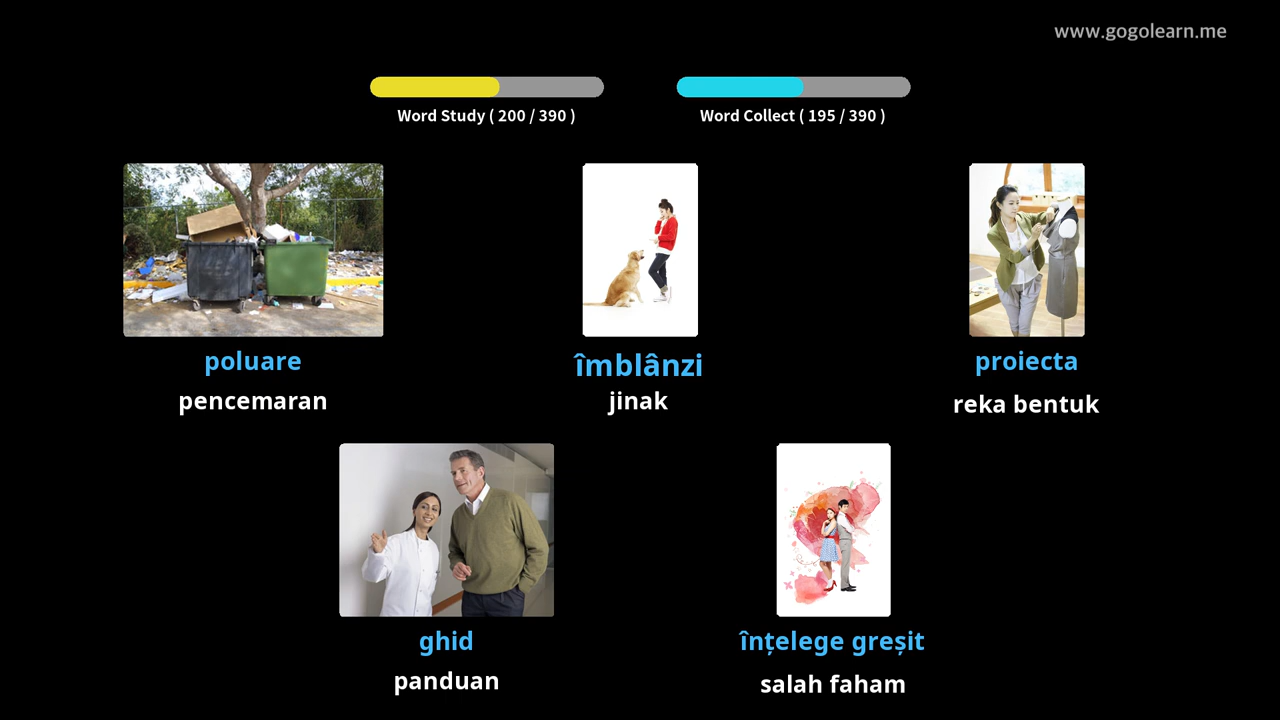 www.gogolearn.me
Word Study ( 200 / 390 )
Word Collect ( 195 / 390 )
poluare
pencemaran
îmblânzi
jinak
proiecta
reka bentuk
ghid
panduan
înțelege greșit
salah faham